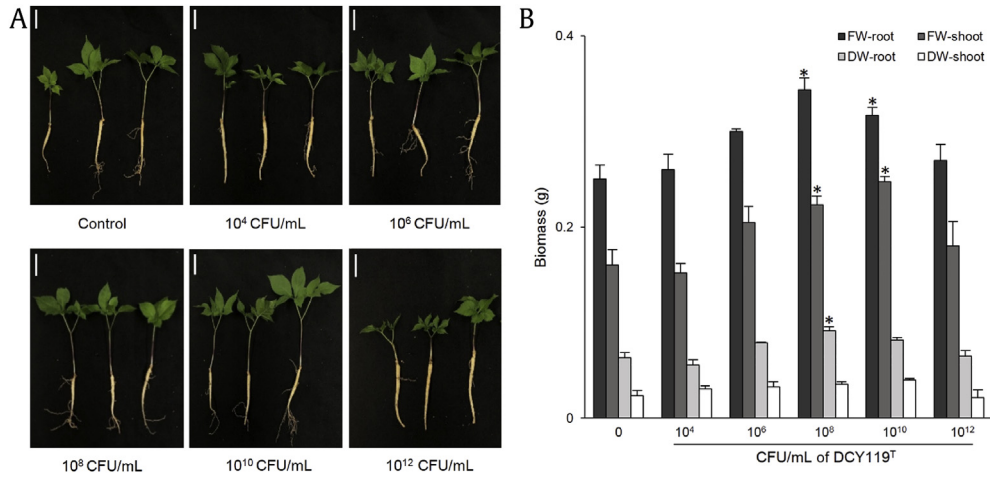 A
Control
10⁴ CFU/mL
10⁶ CFU/mL
10⁸ CFU/mL
10¹⁰ CFU/mL
10¹² CFU/mL
B
FW-root
FW-shoot
DW-root
DW-shoot
0.4
0.2
0
Biomass (g)
*
*
*
*
*
0
10⁴
10⁶
10⁸
10¹⁰
10¹²
CFU/mL of DCY119ᵀ